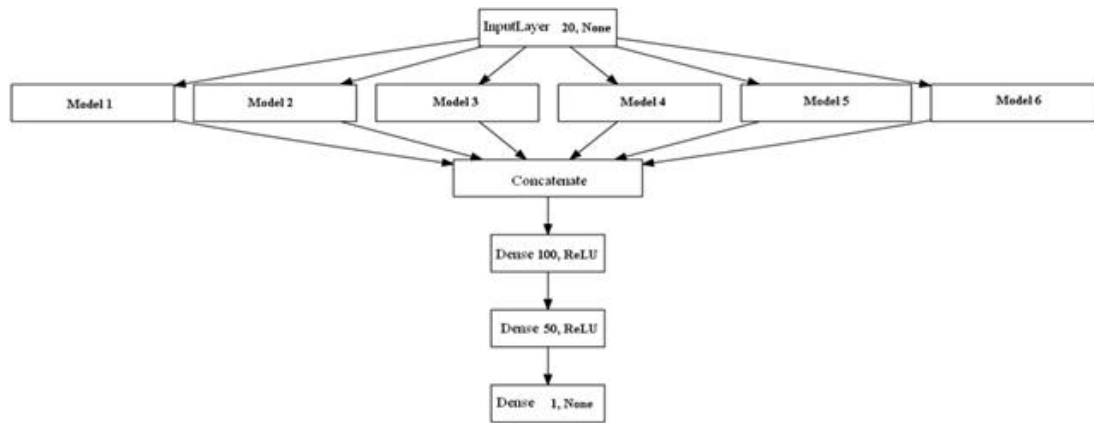 InputLayer 20, None
Model 1
Model 2
Model 3
Model 4
Model 5
Model 6
Concatenate
Dense 100, ReLU
Dense 50, ReLU
Dense 1, None